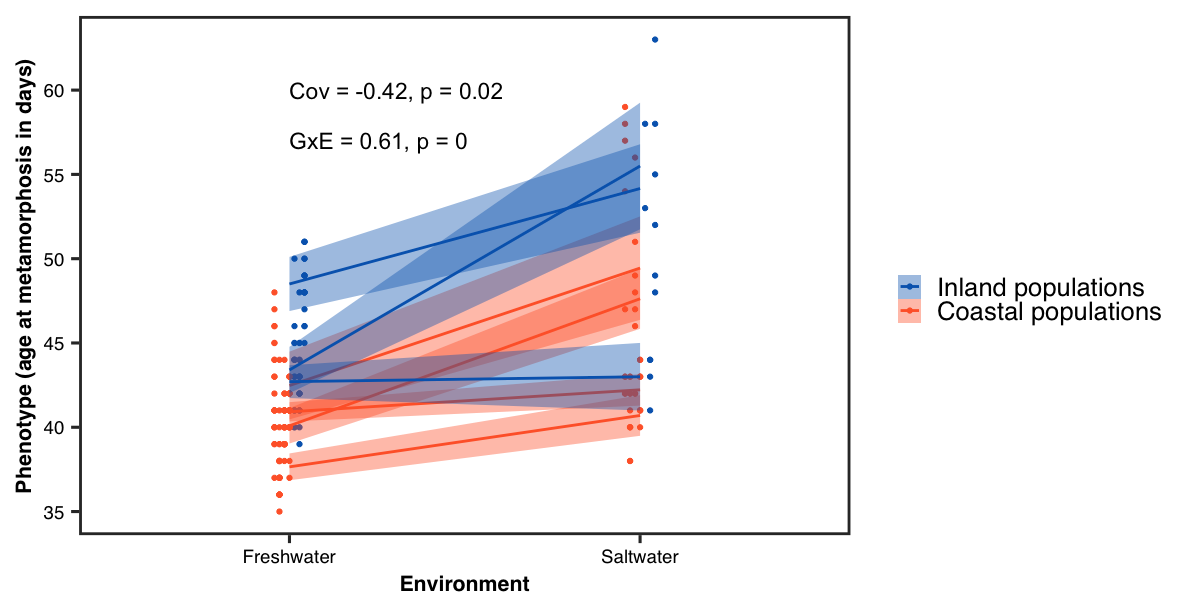 Phenotype (age at metamorphosis in days)
60
55
50
45
40
35
Cov = -0.42, p = 0.02
GxE = 0.61, p = 0
Freshwater
Saltwater
Environment
Inland populations
Coastal populations